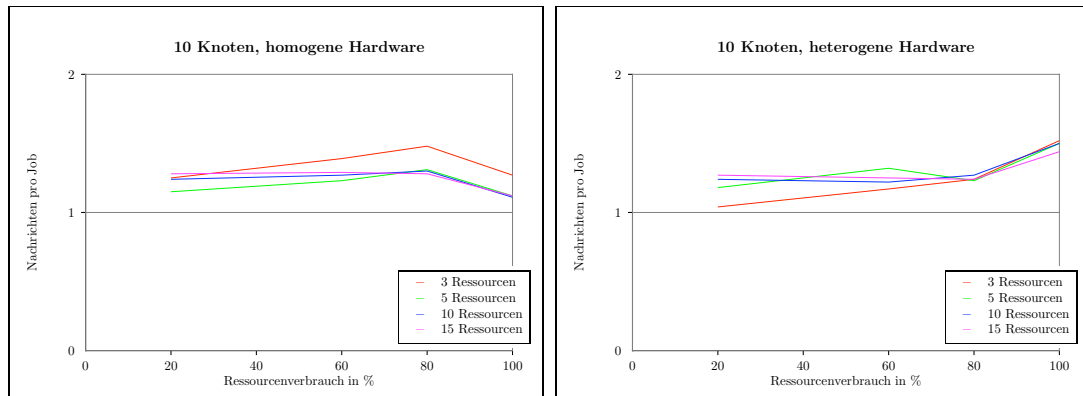 10 Knoten, homogene Hardware
2
1
0
Nachrichten pro Job
3 Ressourcen
5 Ressourcen
10 Ressourcen
15 Ressourcen
0 20 40 60 80 100
Ressourcenverbrauch in %
10 Knoten, heterogene Hardware
2
1
0
Nachrichten pro Job
3 Ressourcen
5 Ressourcen
10 Ressourcen
15 Ressourcen
0 20 40 60 80 100
Ressourcenverbrauch in %